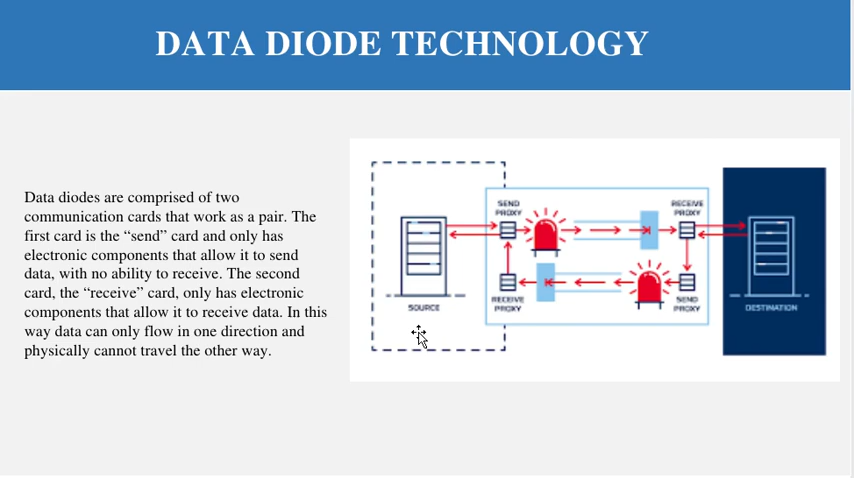 DATA DIODE TECHNOLOGY
Data diodes are comprised of two
communication cards that work as a pair. The
first card is the “send” card and only has
electronic components that allow it to send
data, with no ability to receive. The second
card, the “receive” card, only has electronic
components that allow it to receive data. In this
way data can only flow in one direction and
physically cannot travel the other way.
SEND
PROXY
RECEIVE
PROXY
SOURCE
RECEIVE
PROXY
SEND
PROXY
DESTINATION